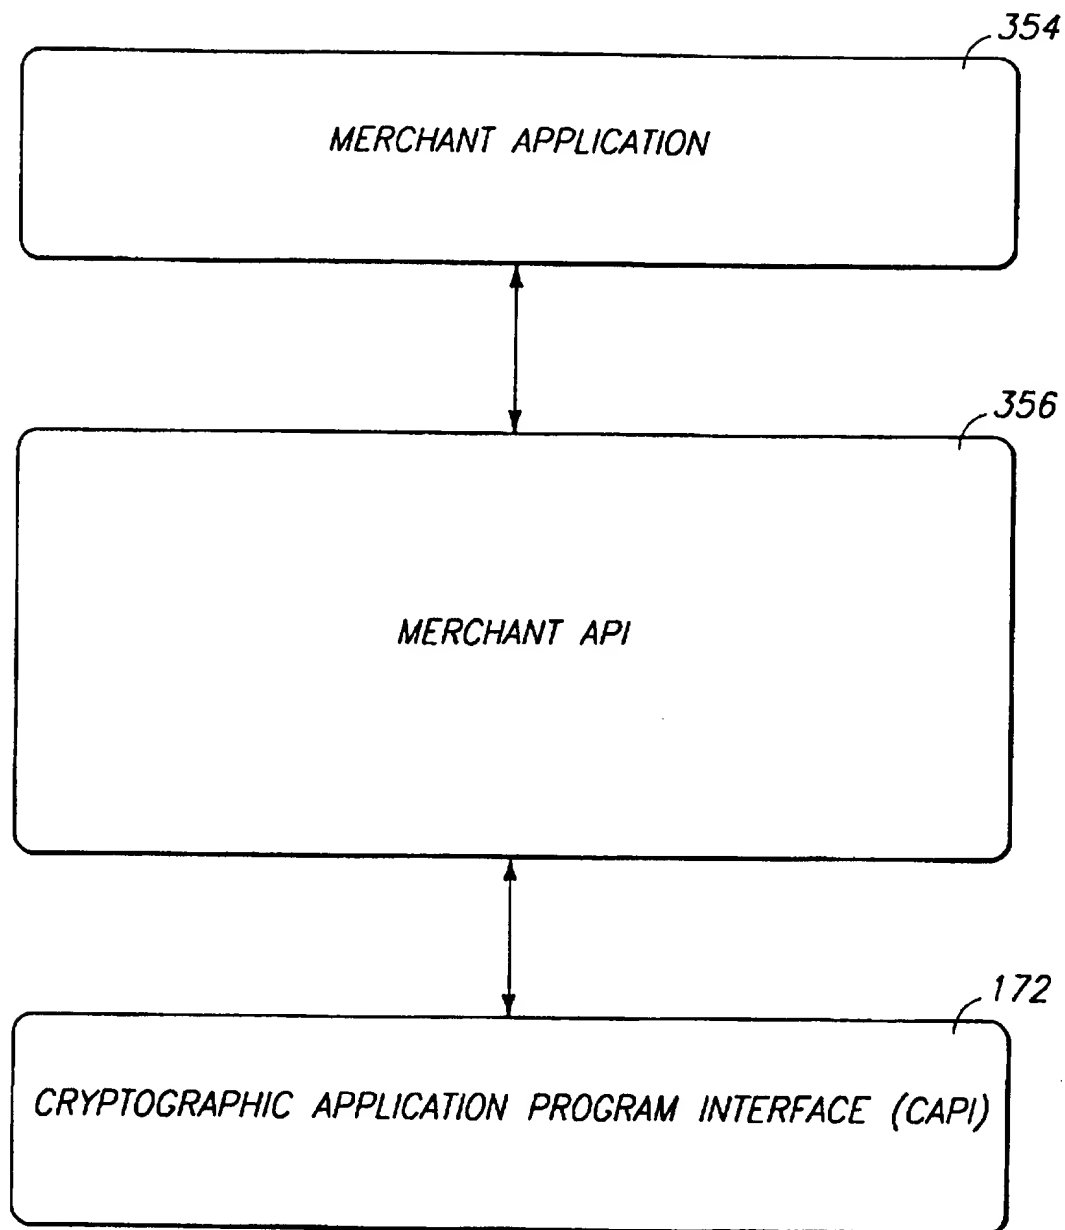 354
MERCHANT APPLICATION
356
MERCHANT API
172
CRYPTOGRAPHIC APPLICATION PROGRAM INTERFACE (CAPI)